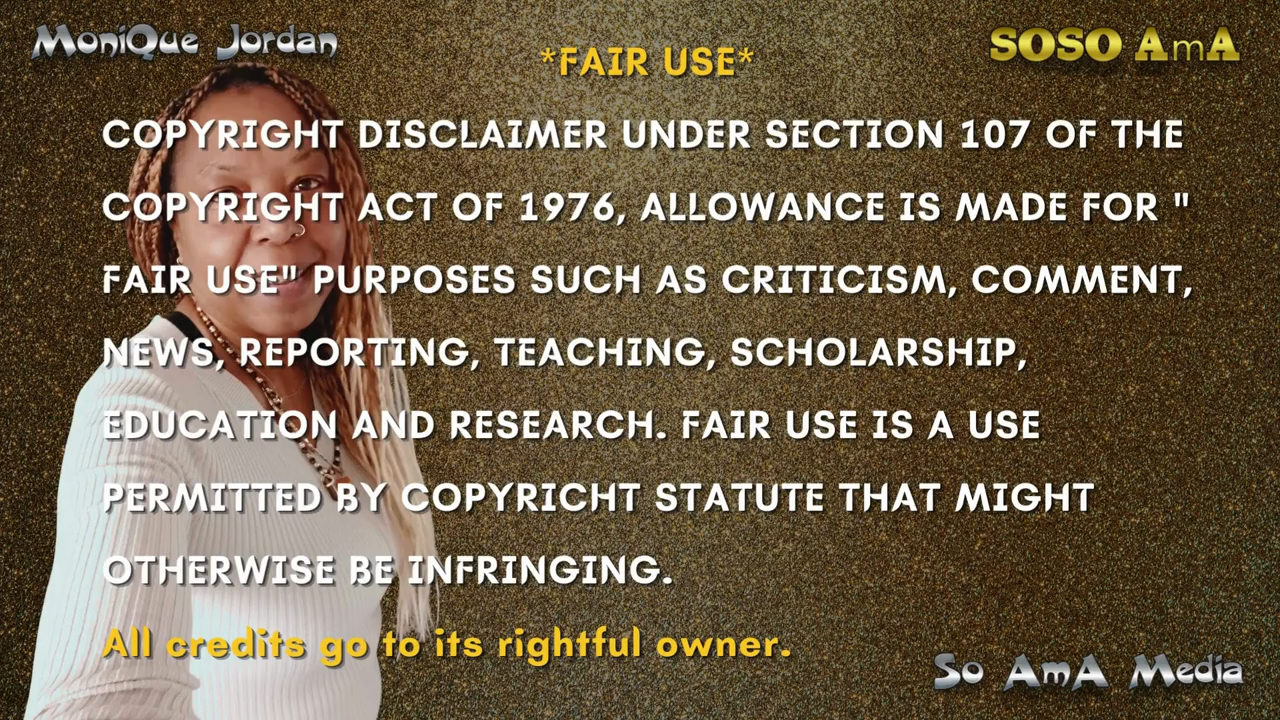 MoniQue Jordan
SOSO AmA
*FAIR USE*
COPYRIGHT DISCLAIMER UNDER SECTION 107 OF THE
COPYRIGHT ACT OF 1976, ALLOWANCE IS MADE FOR "
FAIR USE" PURPOSES SUCH AS CRITICISM, COMMENT,
NEWS, REPORTING, TEACHING, SCHOLARSHIP,
EDUCATION AND RESEARCH. FAIR USE IS A USE
PERMITTED BY COPYRICHT STATUTE THAT MIGHT
OTHERWISE BE INFRINGING.
All credits go to its rightful owner.
So AmA Media